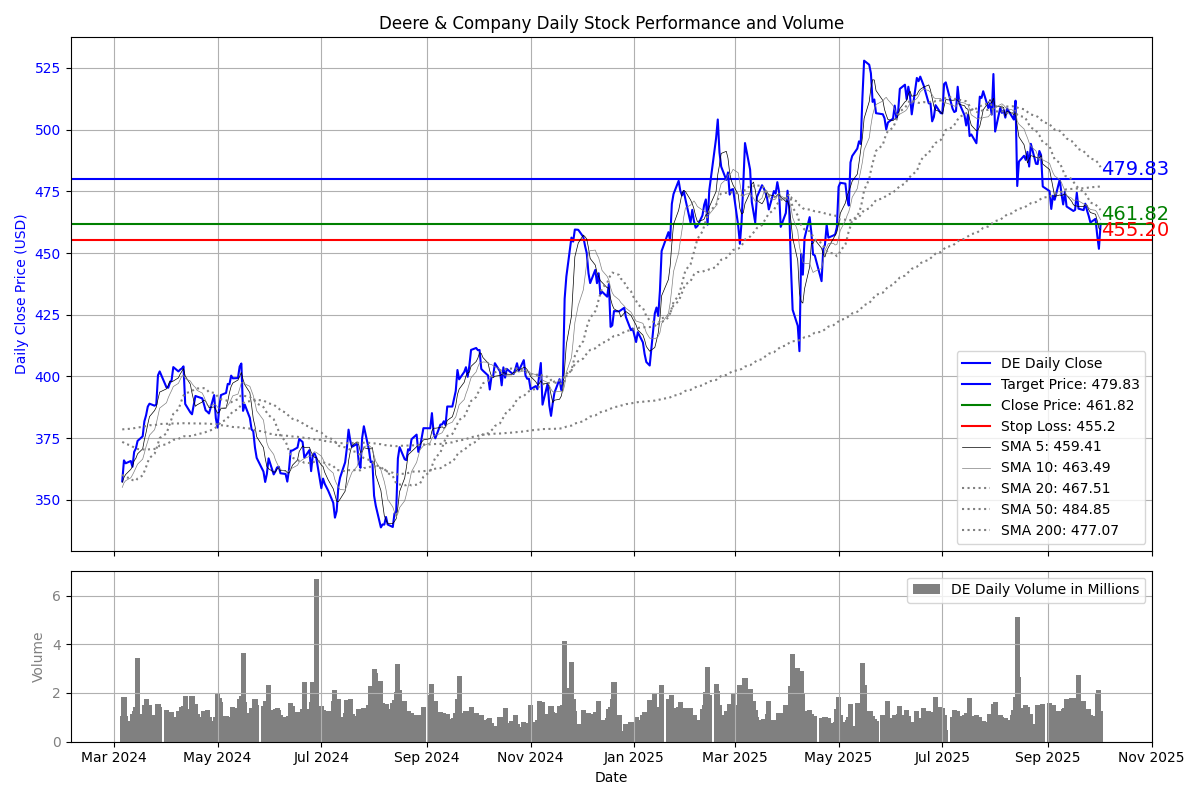 Deere & Company Daily Stock Performance and Volume
Daily Close Price (USD)
525
500
475
450
425
400
375
350
479.83
461.82
455.20
DE Daily Close
Target Price: 479.83
Close Price: 461.82
Stop Loss: 455.2
SMA 5: 459.41
SMA 10: 463.49
SMA 20: 467.51
SMA 50: 484.85
SMA 200: 477.07
Volume
6
4
2
0
DE Daily Volume in Millions
Mar 2024 May 2024 Jul 2024 Sep 2024 Nov 2024 Jan 2025 Mar 2025 May 2025 Jul 2025 Sep 2025 Nov 2025
Date